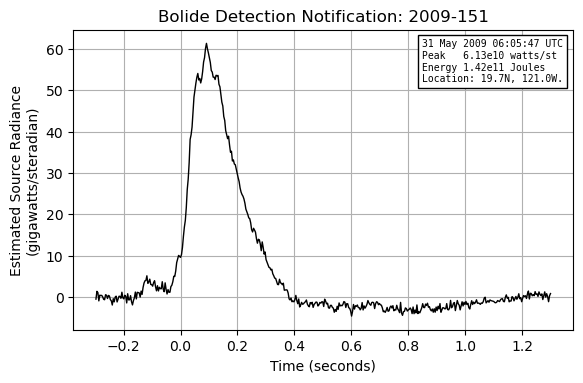 Bolide Detection Notification: 2009-151
31 May 2009 06:05:47 UTC
Peak   6.13e10 watts/st
Energy 1.42e11 Joules
Location: 19.7N, 121.0W.
Estimated Source Radiance
(gigawatts/steradian)
60
50
40
30
20
10
0
−0.2 0.0 0.2 0.4 0.6 0.8 1.0 1.2
Time (seconds)